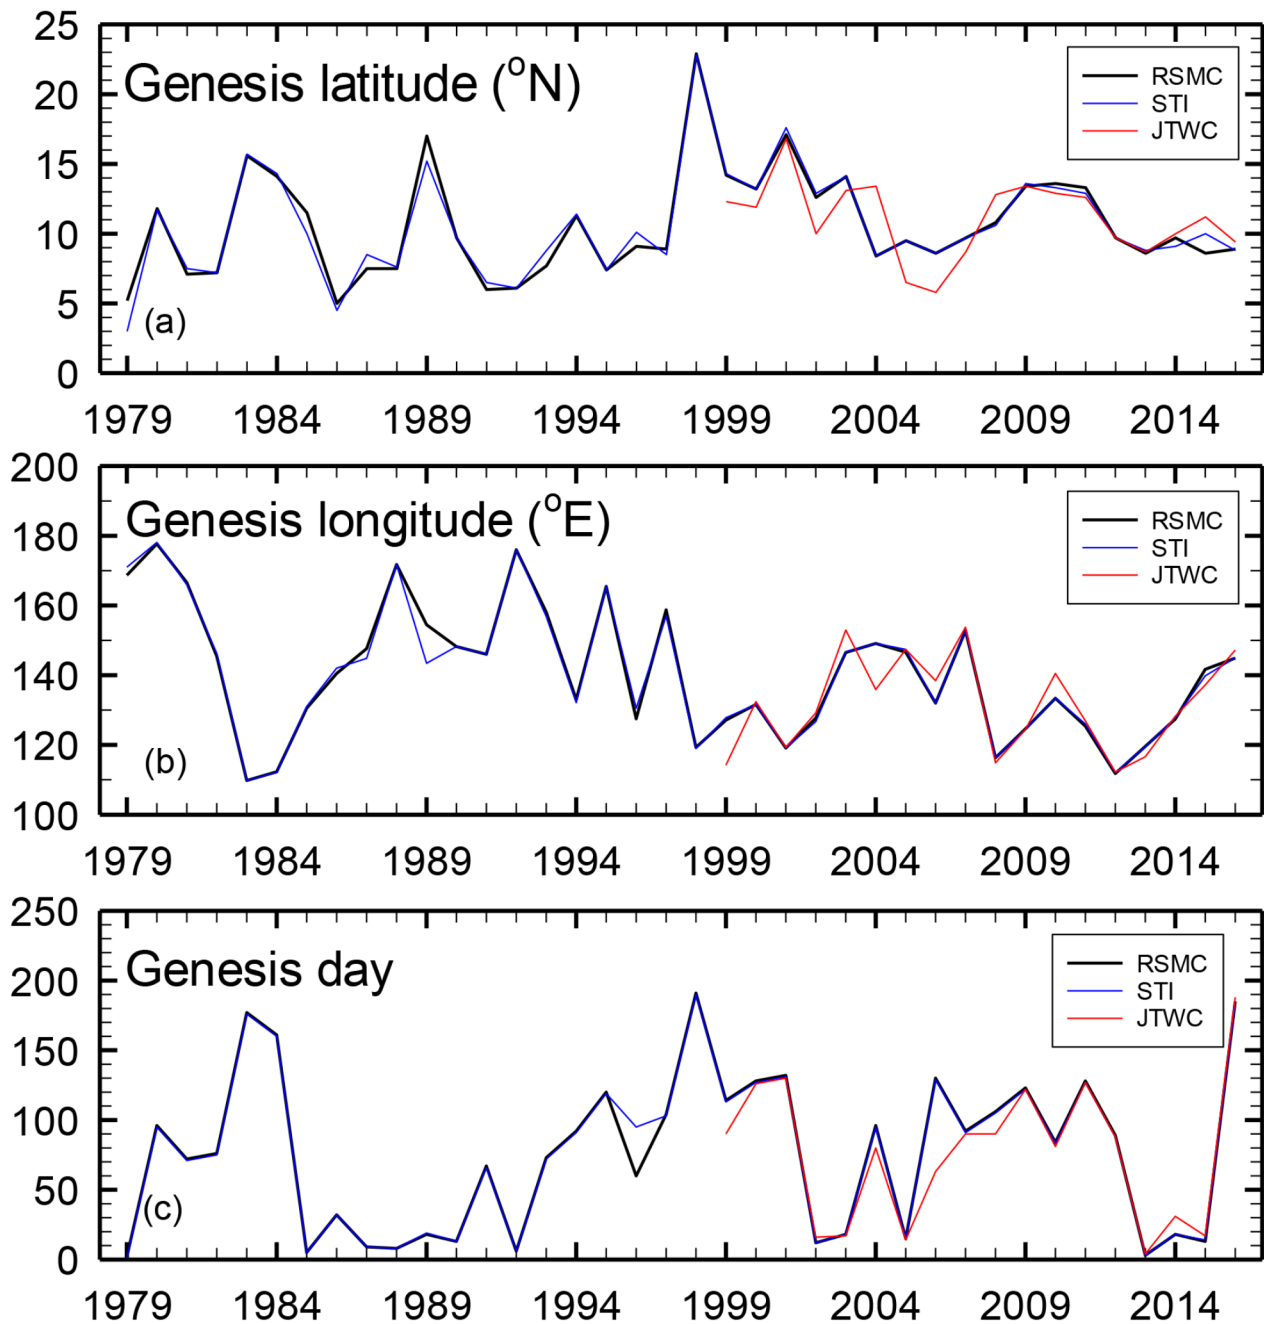 25
20
15
10
5
0
Genesis latitude (°N)
RSMC
STI
JTWC
(a)
1979 1984 1989 1994 1999 2004 2009 2014
200
180
160
140
120
100
Genesis longitude (°E)
RSMC
STI
JTWC
(b)
1979 1984 1989 1994 1999 2004 2009 2014
250
200
150
100
50
0
Genesis day
RSMC
STI
JTWC
(c)
1979 1984 1989 1994 1999 2004 2009 2014